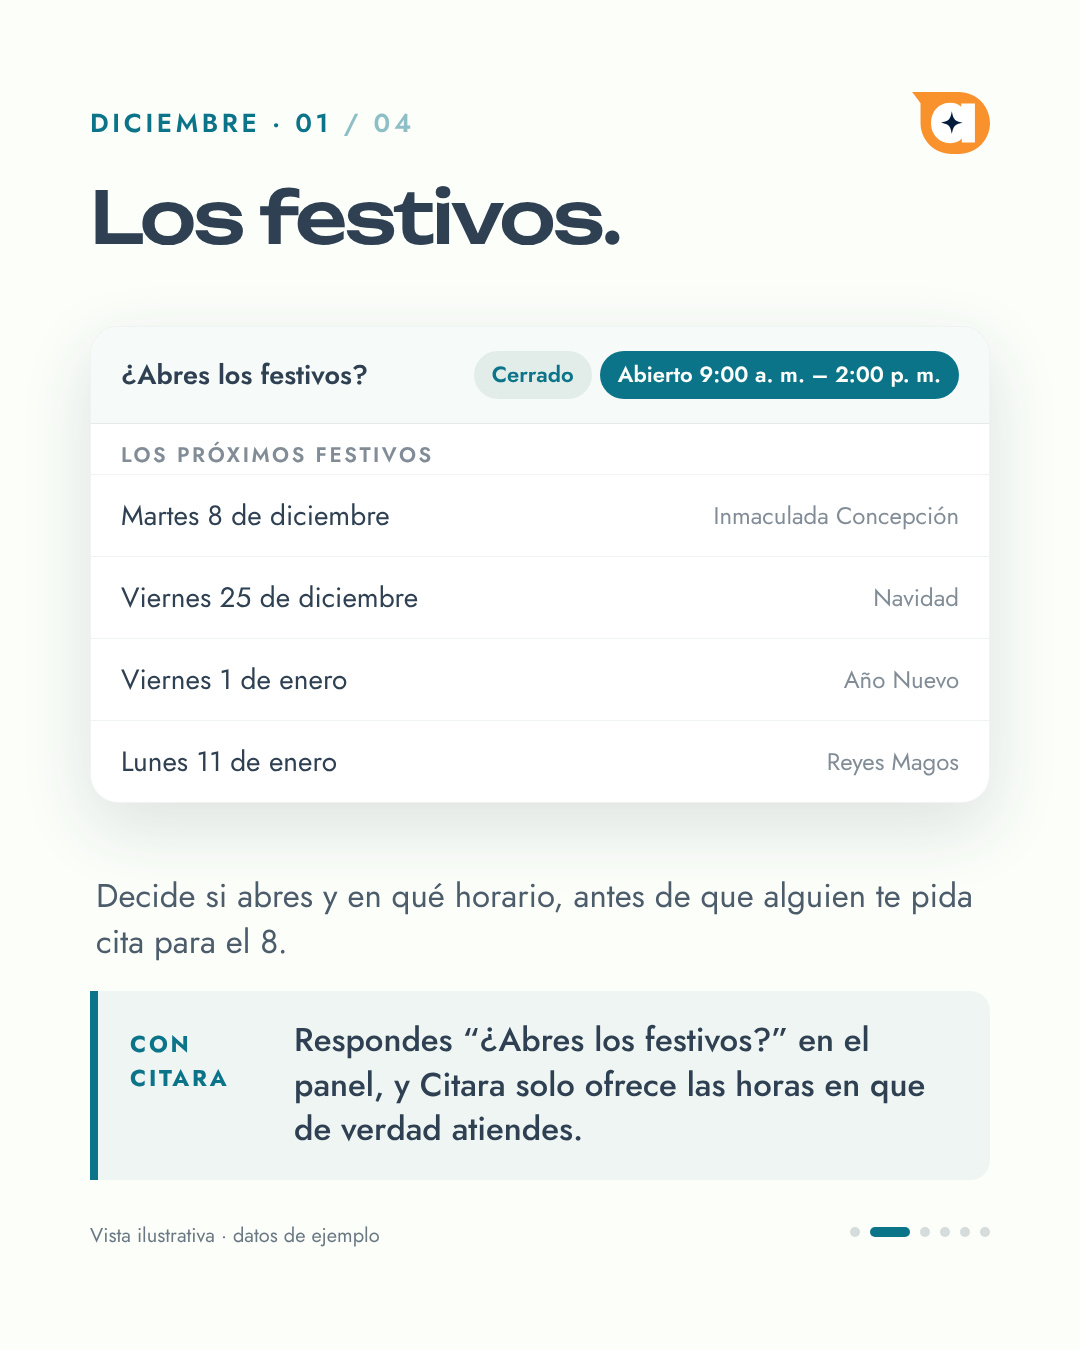 DICIEMBRE · 01 / 04
a
Los festivos.
¿Abres los festivos?
Cerrado
Abierto 9:00 a. m. – 2:00 p. m.
LOS PRÓXIMOS FESTIVOS
Martes 8 de diciembre
Inmaculada Concepción
Viernes 25 de diciembre
Navidad
Viernes 1 de enero
Año Nuevo
Lunes 11 de enero
Reyes Magos
Decide si abres y en qué horario, antes de que alguien te pida
cita para el 8.
CON
CITARA
Respondes “¿Abres los festivos?” en el
panel, y Citara solo ofrece las horas en que
de verdad atiendes.
Vista ilustrativa · datos de ejemplo